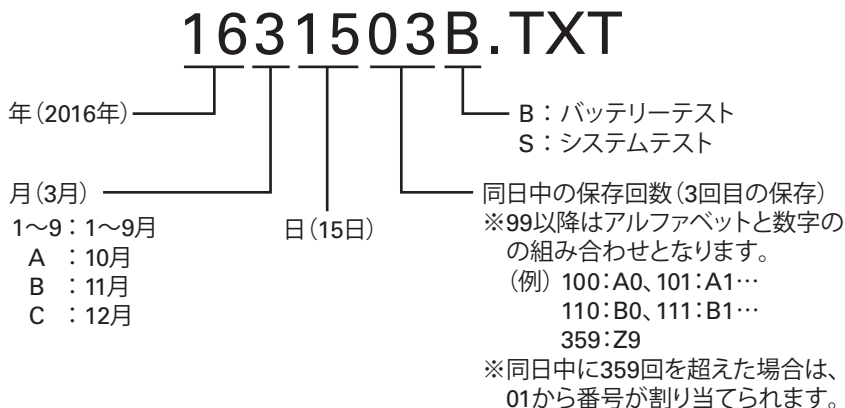 1631503B.TXT
年（2016年）
月（3月）
1～9：1～9月
A ：10月
B ：11月
C ：12月
日（15日）
B：バッテリーテスト
S：システムテスト
同日中の保存回数（3回目の保存）
※99以降はアルファベットと数字の
の組み合わせとなります。
（例）100：A0、101：A1…
110：B0、111：B1…
359：Z9
※同日中に359回を超えた場合は、
01から番号が割り当てられます。